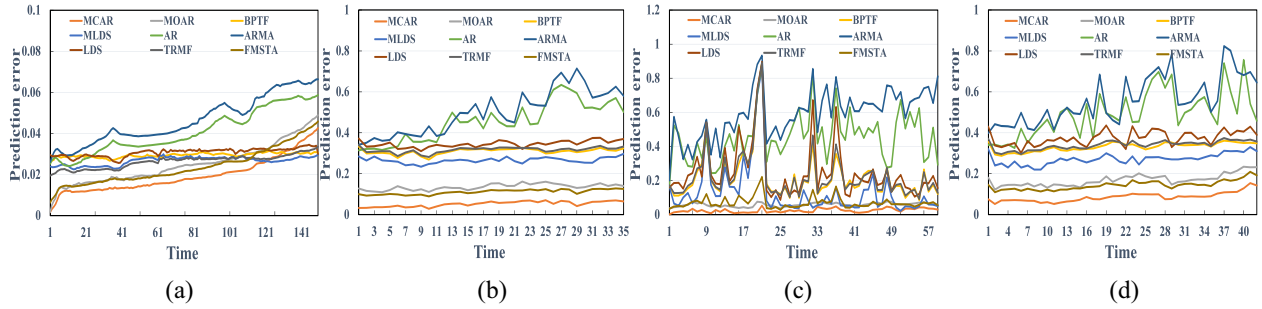 MCAR MOAR BPTF
MLDS AR ARMA
LDS TRMF FMSTA
Prediction error
0.1
0.08
0.06
0.04
0.02
0
1 21 41 61 81 101 121 141
Time
(a)
MCAR MOAR BPTF
MLDS AR ARMA
LDS TRMF FMSTA
Prediction error
1
0.8
0.6
0.4
0.2
0
1 3 5 7 9 11 13 15 17 19 21 23 25 27 29 31 33 35
Time
(b)
MCAR MOAR BPTF
MLDS AR ARMA
LDS TRMF FMSTA
Prediction error
1.2
1
0.8
0.6
0.4
0.2
0
1 9 17 25 33 41 49 57
Time
(c)
MCAR MOAR BPTF
MLDS AR ARMA
LDS TRMF FMSTA
Prediction error
1
0.8
0.6
0.4
0.2
0
1 4 7 10 13 16 19 22 25 28 31 34 37 40
Time
(d)